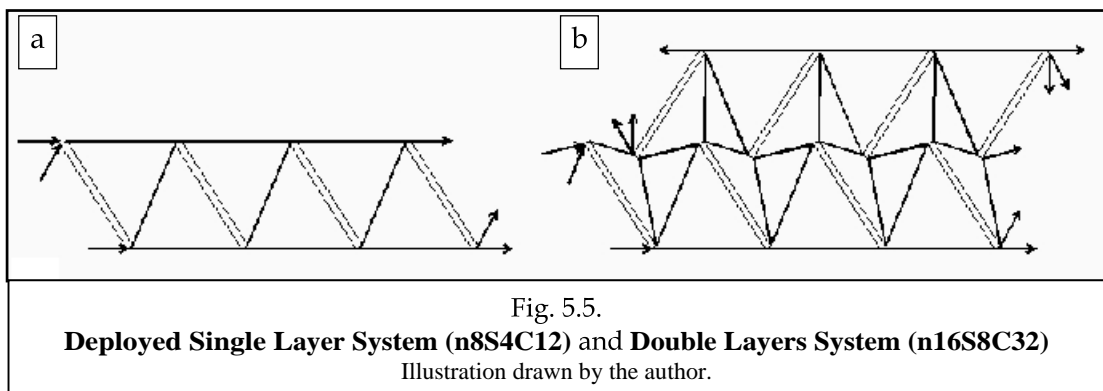 a
b
Fig. 5.5.
Deployed Single Layer System (n8S4C12) and Double Layers System (n16S8C32)
Illustration drawn by the author.